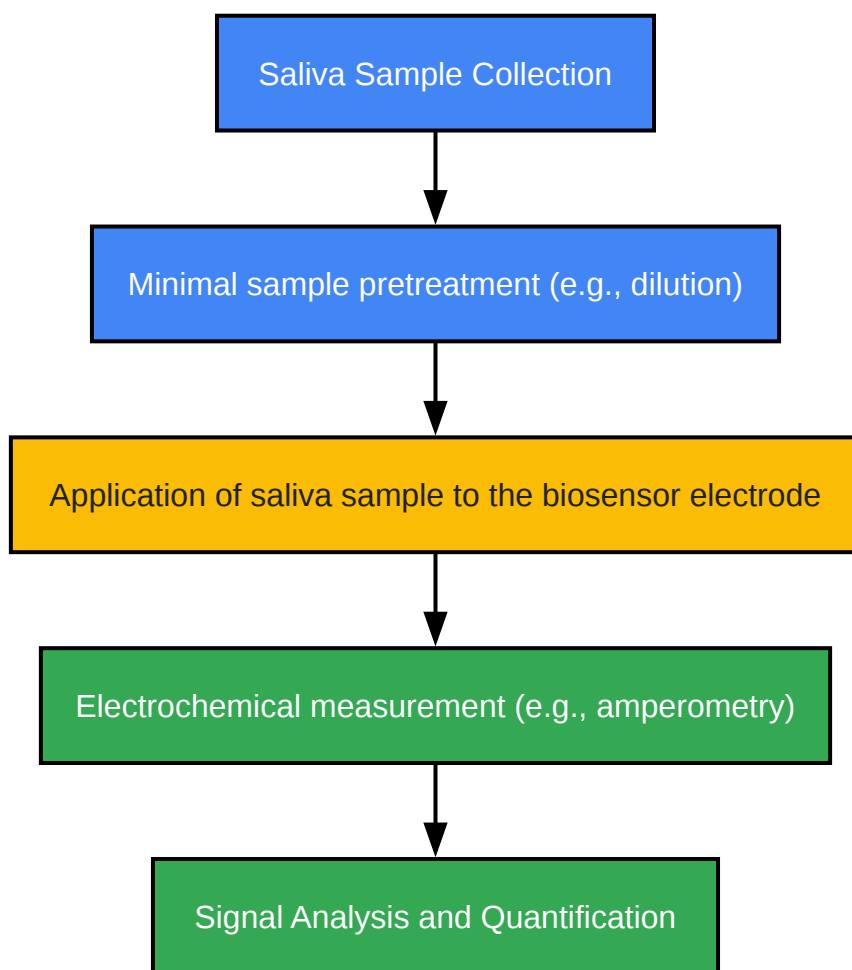 Saliva Sample Collection
Minimal sample pretreatment (e.g., dilution)
Application of saliva sample to the biosensor electrode
Electrochemical measurement (e.g., amperometry)
Signal Analysis and Quantification